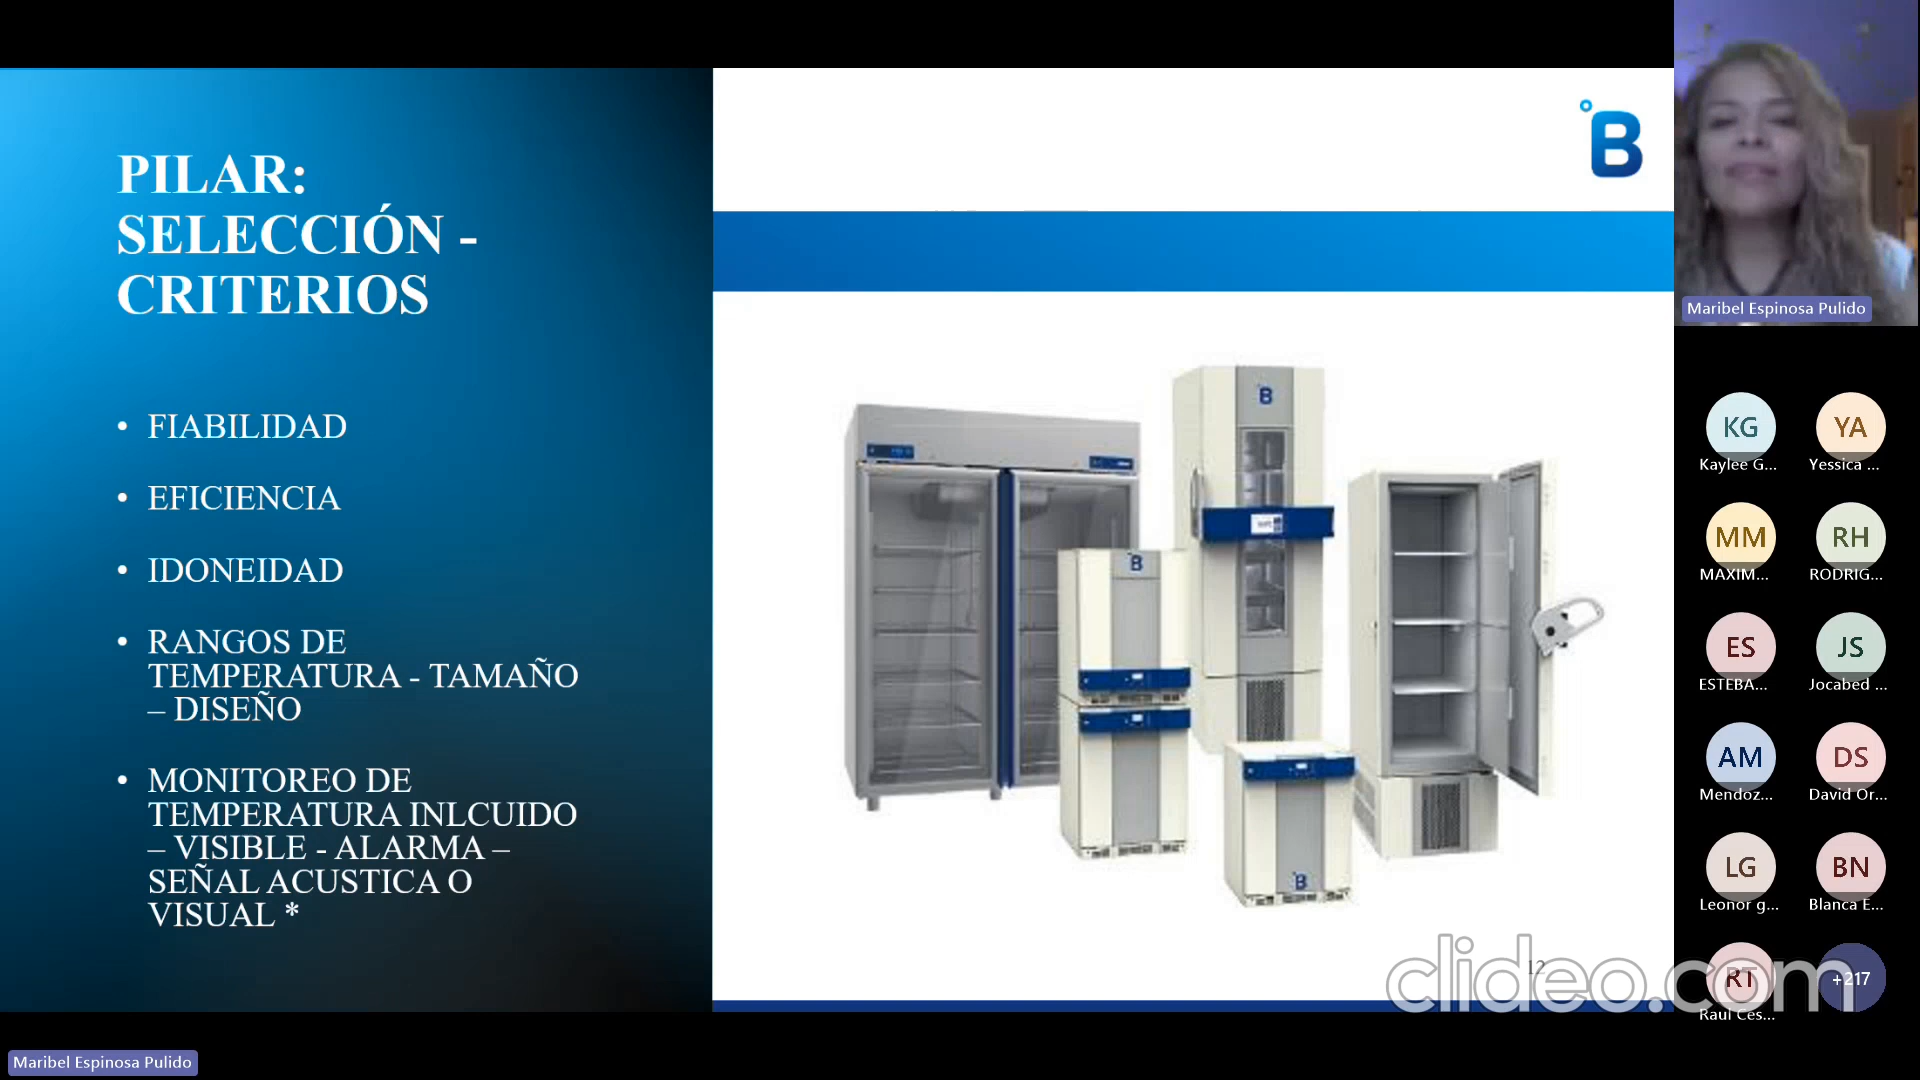 PILAR:
SELECCIÓN -
CRITERIOS
• FIABILIDAD
• EFICIENCIA
• IDONEIDAD
• RANGOS DE
TEMPERATURA - TAMAÑO
– DISEÑO
• MONITOREO DE
TEMPERATURA INLCUIDO
– VISIBLE - ALARMA –
SEÑAL ACUSTICA O
VISUAL *
B
B
B
B
12
Maribel Espinosa Pulido
KG
Kaylee G...
YA
Yessica ...
MM
MAXIM...
RH
RODRIG...
ES
ESTEBA...
JS
Jocabed ...
AM
Mendoz...
DS
David Or...
LG
Leonor g...
BN
Blanca E...
RT
Raul Ces...
+217
clideo.com
Maribel Espinosa Pulido